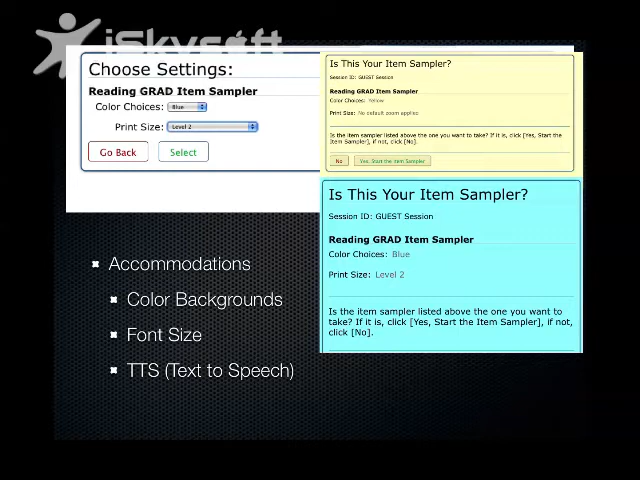 iSkysoft
Choose Settings:
Reading GRAD Item Sampler
Color Choices: Blue
Print Size: Level 2
Go Back Select
Is This Your Item Sampler?
Session ID: GUEST Session
Reading GRAD Item Sampler
Color Choices: Yellow
Print Size: No default zoom applied
Is the item sampler listed above the one you want to take? If it is, click [Yes, Start the
Item Sampler], if not, click [No].
No Yes, Start the Item Sampler
Is This Your Item Sampler?
Session ID: GUEST Session
Reading GRAD Item Sampler
Color Choices: Blue
Print Size: Level 2
Is the item sampler listed above the one you want to
take? If it is, click [Yes, Start the Item Sampler], if not,
click [No].
Accommodations
Color Backgrounds
Font Size
TTS (Text to Speech)